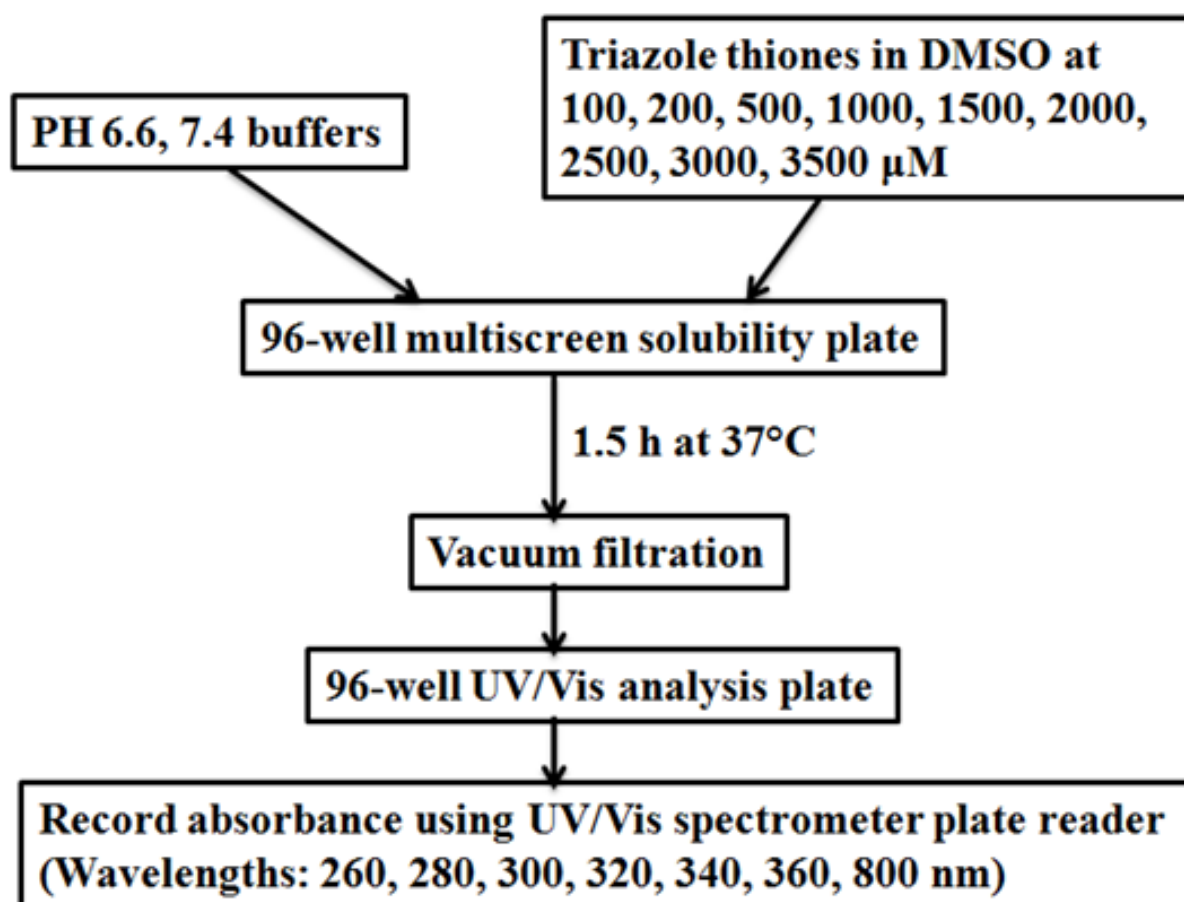 PH 6.6, 7.4 buffers
Triazole thiones in DMSO at
100, 200, 500, 1000, 1500, 2000,
2500, 3000, 3500 µM
96-well multiscreen solubility plate
1.5 h at 37°C
Vacuum filtration
96-well UV/Vis analysis plate
Record absorbance using UV/Vis spectrometer plate reader
(Wavelengths: 260, 280, 300, 320, 340, 360, 800 nm)